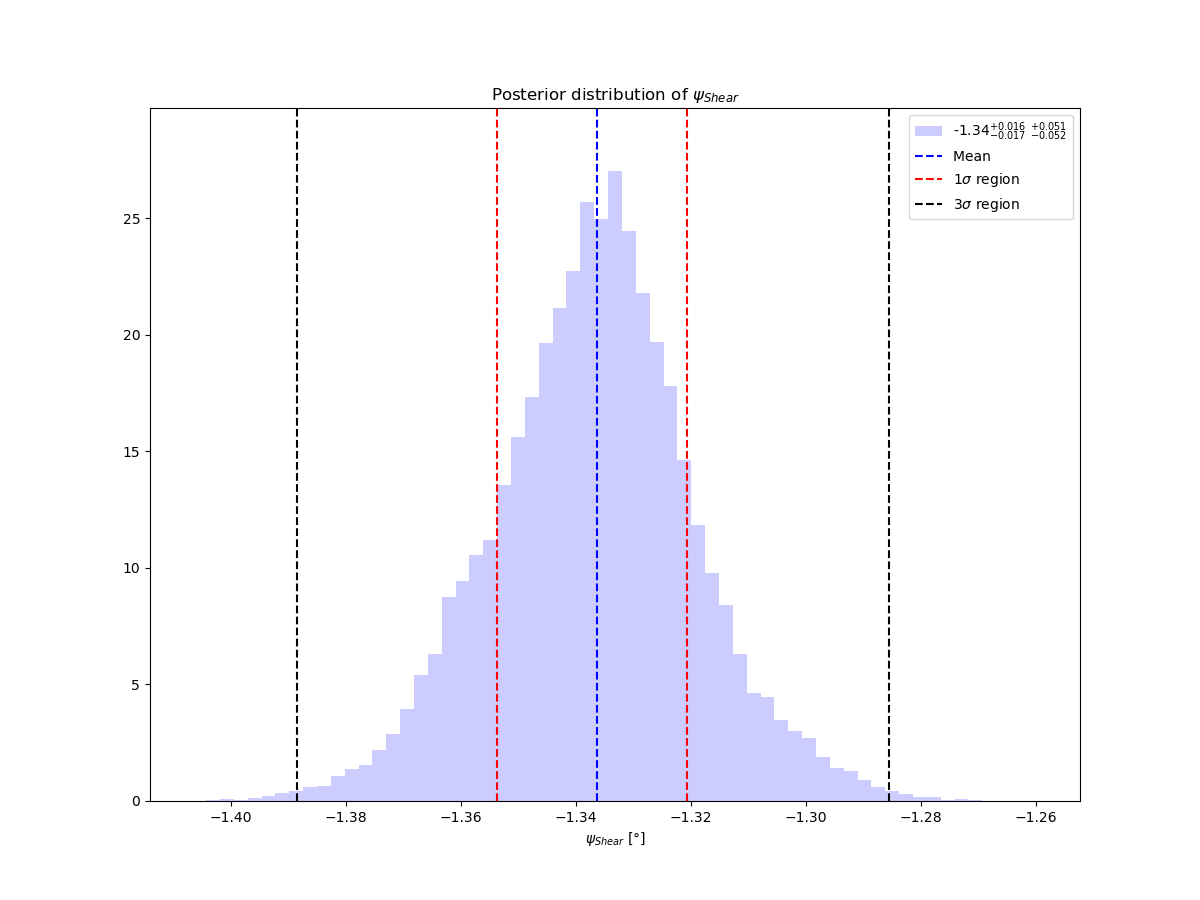 Posterior distribution of ψ_Shear
-1.34^{+0.016}_{−0.017} ^{+0.051}_{−0.052}
Mean
1σ region
3σ region
25
20
15
10
5
0
−1.40 −1.38 −1.36 −1.34 −1.32 −1.30 −1.28 −1.26
ψ_Shear [°]